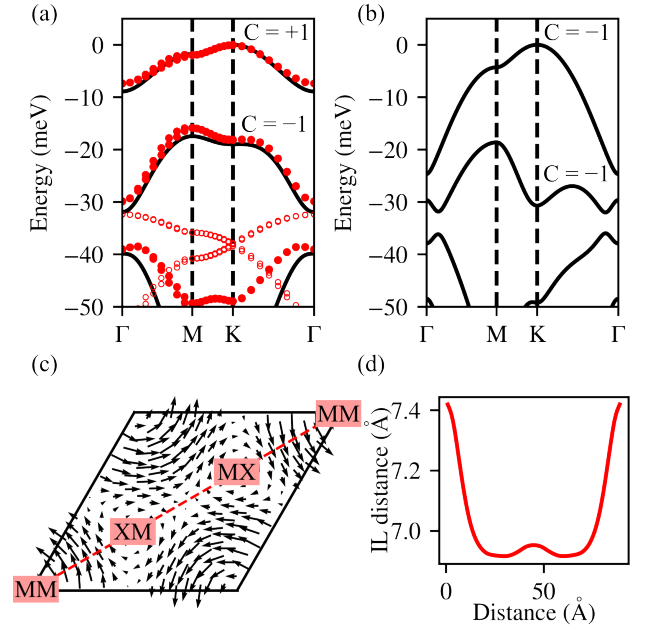 (a)
(b)
C = +1
C = −1
C = −1
C = −1
0
−10
−20
−30
−40
−50
Energy (meV)
Γ
M
K
Γ
0
−10
−20
−30
−40
−50
Energy (meV)
Γ
M
K
Γ
(c)
(d)
MM
MX
XM
MM
7.4
7.2
7.0
IL distance (Å)
0
50
Distance (Å)